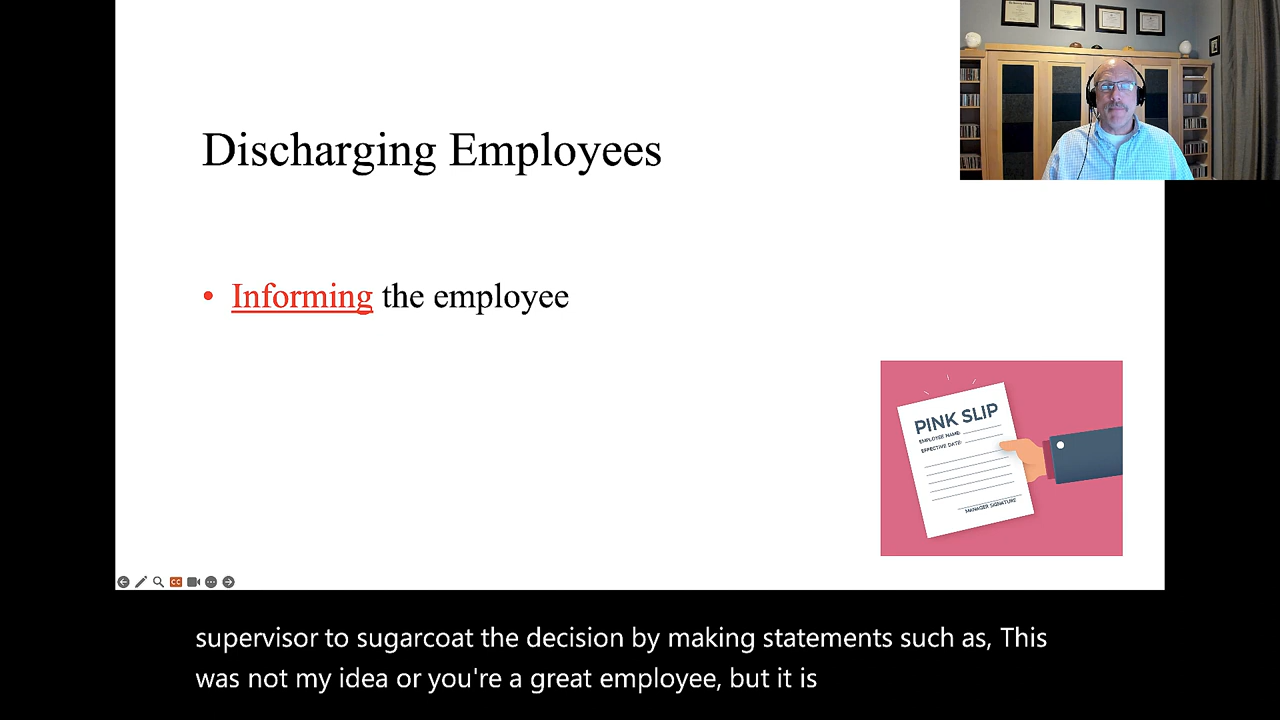 Discharging Employees
• Informing the employee
PINK SLIP
EMPLOYEE NAME:
EFFECTIVE DATE:
MANAGER SIGNATURE
CC
supervisor to sugarcoat the decision by making statements such as, This
was not my idea or you're a great employee, but it is